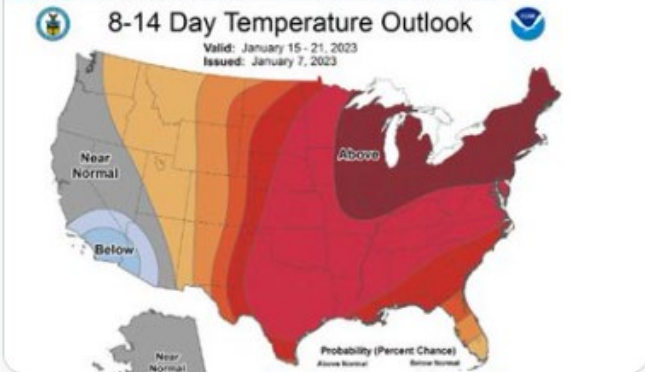 8-14 Day Temperature Outlook
Valid: January 15 - 21, 2023
Issued: January 7, 2023
Near
Normal
Above
Below
Near
Normal
Probability (Percent Chance)
Above Normal Below Normal